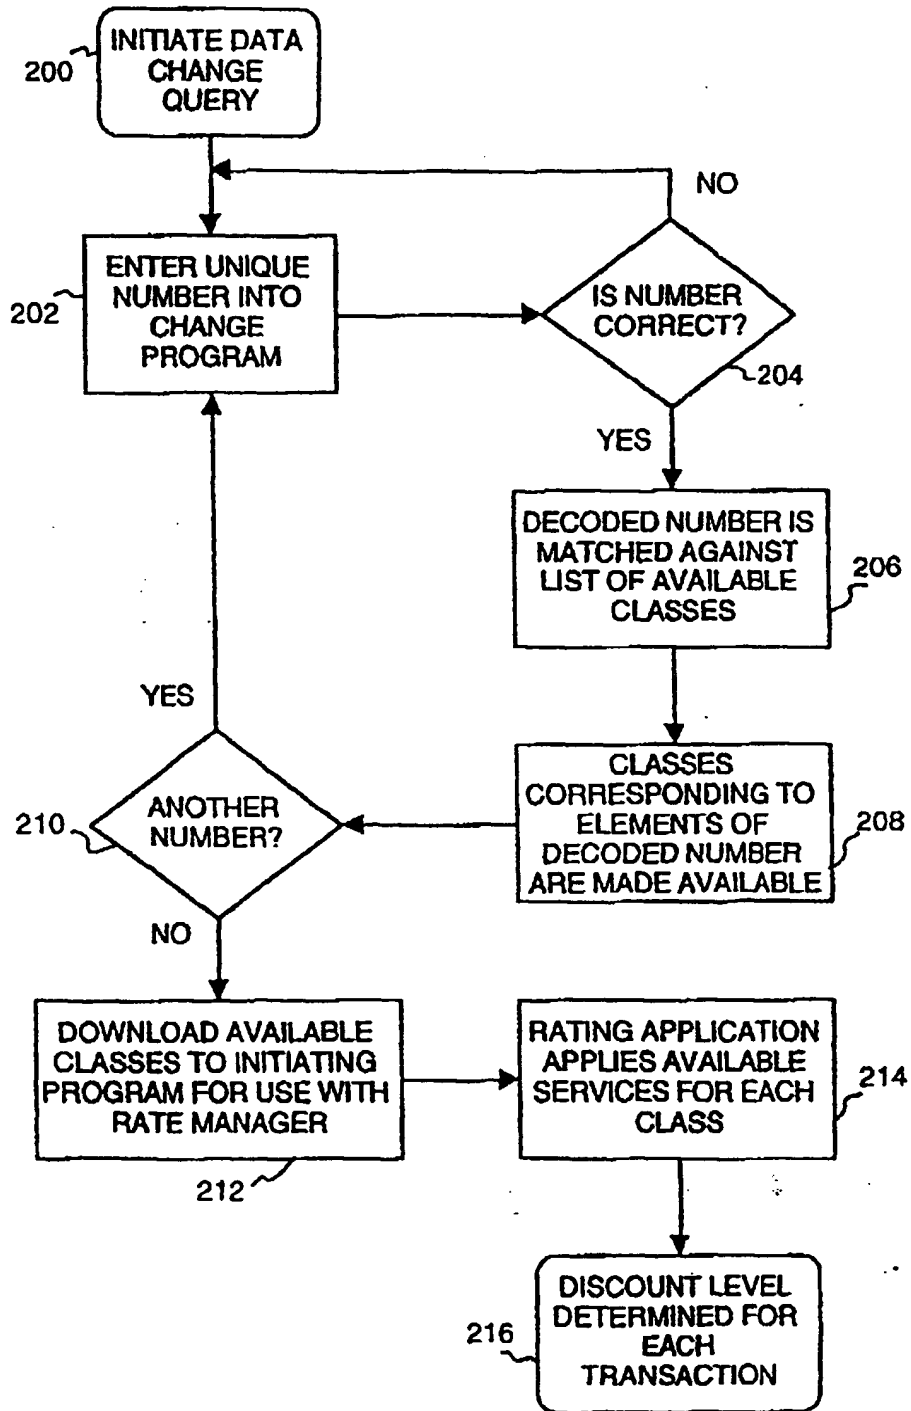 INITIATE DATA
CHANGE
QUERY
200
NO
ENTER UNIQUE
NUMBER INTO
CHANGE
PROGRAM
202
IS NUMBER
CORRECT?
204
YES
DECODED NUMBER IS
MATCHED AGAINST
LIST OF AVAILABLE
CLASSES
206
CLASSES
CORRESPONDING TO
ELEMENTS OF
DECODED NUMBER
ARE MADE AVAILABLE
208
YES
ANOTHER
NUMBER?
210
NO
DOWNLOAD AVAILABLE
CLASSES TO INITIATING
PROGRAM FOR USE WITH
RATE MANAGER
212
RATING APPLICATION
APPLIES AVAILABLE
SERVICES FOR EACH
CLASS
214
DISCOUNT LEVEL
DETERMINED FOR
EACH
TRANSACTION
216